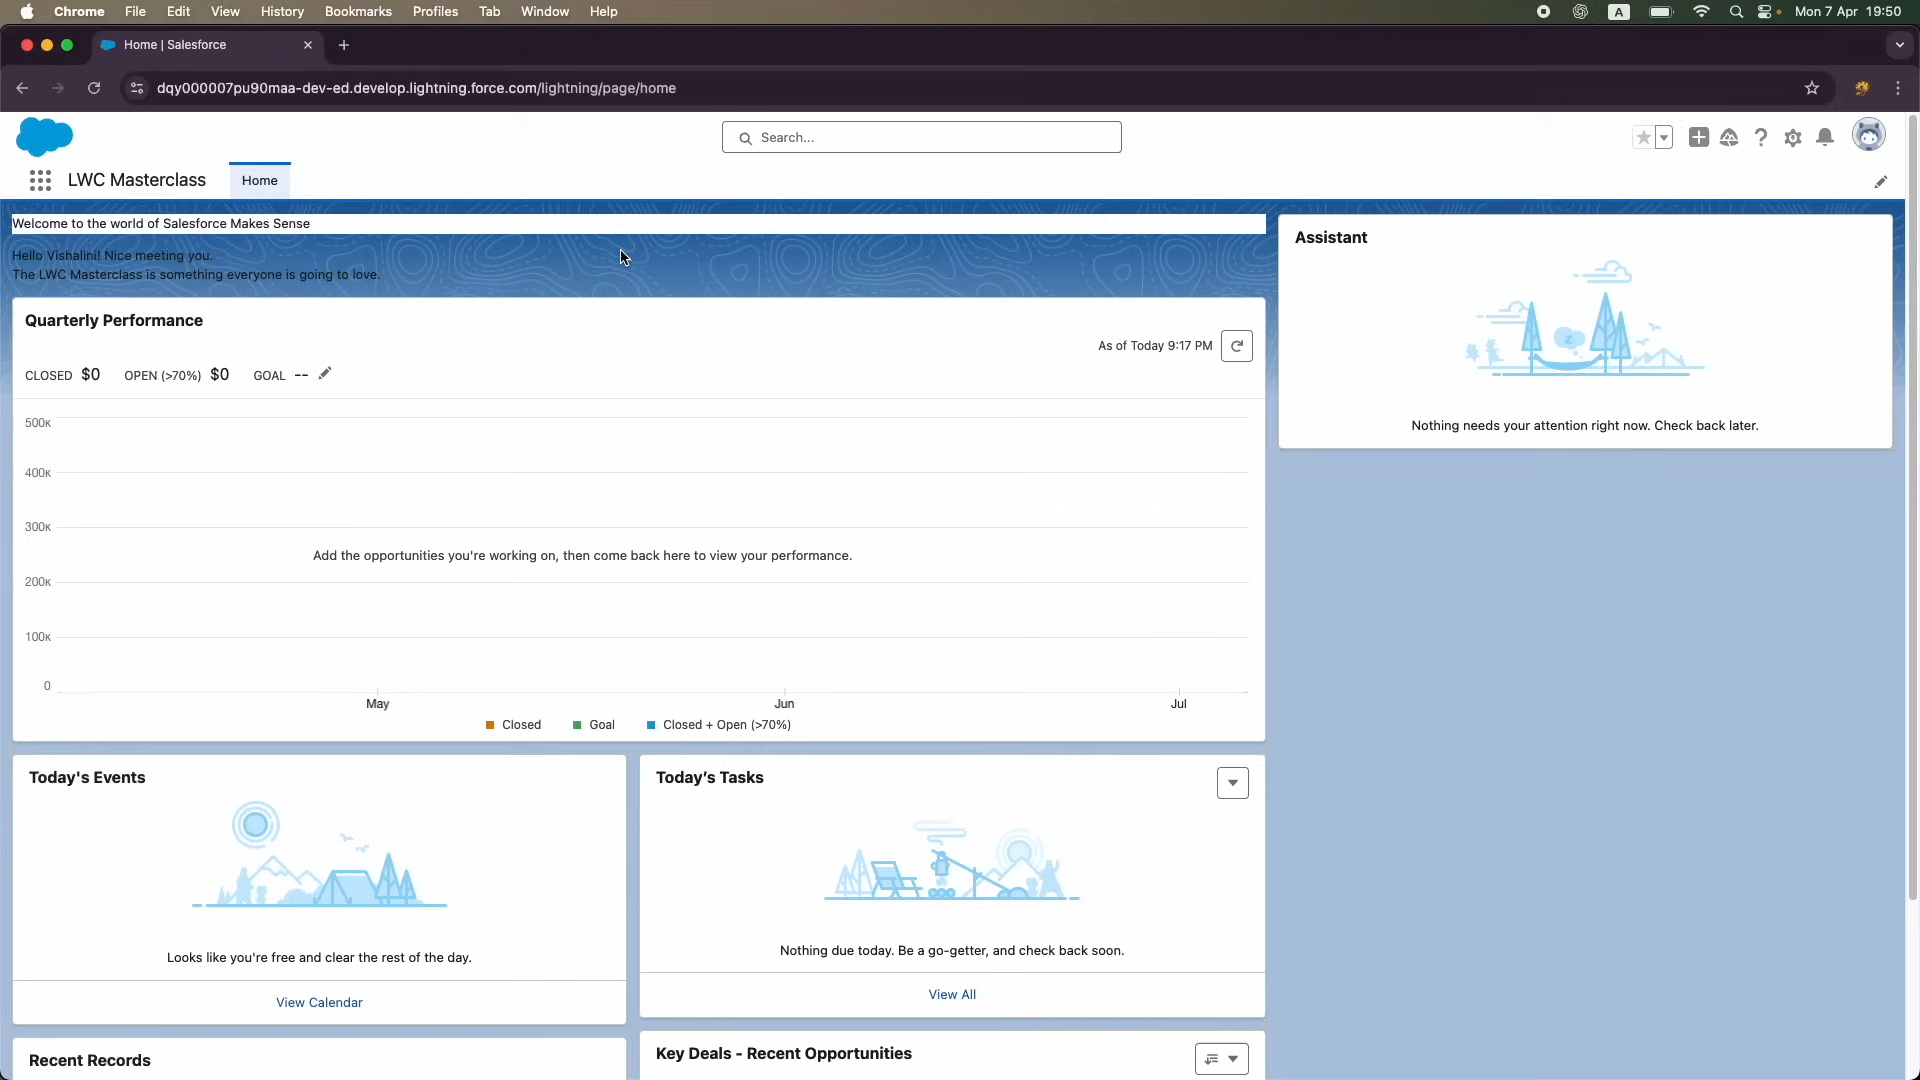 Chrome File Edit View History Bookmarks Profiles Tab Window Help
A Mon 7 Apr 19:50
Home | Salesforce
dqy000007pu90maa-dev-ed.develop.lightning.force.com/lightning/page/home
Search...
LWC Masterclass Home
Welcome to the world of Salesforce Makes Sense
Hello Vishalini! Nice meeting you.
The LWC Masterclass is something everyone is going to love.
Assistant
Nothing needs your attention right now. Check back later.
Quarterly Performance
As of Today 9:17 PM
CLOSED $0 OPEN (>70%) $0 GOAL --
500K
400K
300K
Add the opportunities you're working on, then come back here to view your performance.
200K
100K
0
May Jun Jul
Closed Goal Closed + Open (>70%)
Today's Events
Z
Looks like you're free and clear the rest of the day.
View Calendar
Today's Tasks
Nothing due today. Be a go-getter, and check back soon.
View All
Recent Records
Key Deals - Recent Opportunities